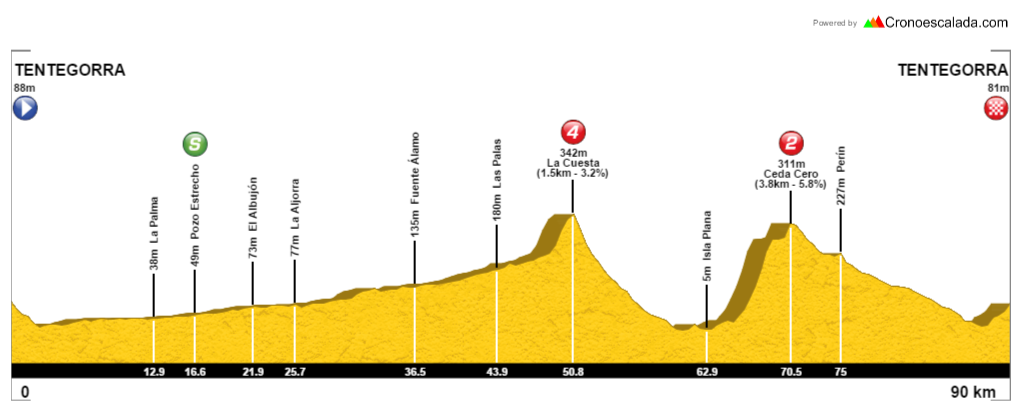 Powered by Cronoescalada.com
TENTEGORRA
88m
TENTEGORRA
81m
38m La Palma
S
49m Pozo Estrecho
73m El Albujón
77m La Aljorra
135m Fuente Álamo
180m Las Palas
4
342m
La Cuesta
(1.5km - 3.2%)
5m Isla Plana
2
311m
Ceda Cero
(3.8km - 5.8%)
227m Perín
12.9 16.6 21.9 25.7 36.5 43.9 50.8 62.9 70.5 75
0 90 km